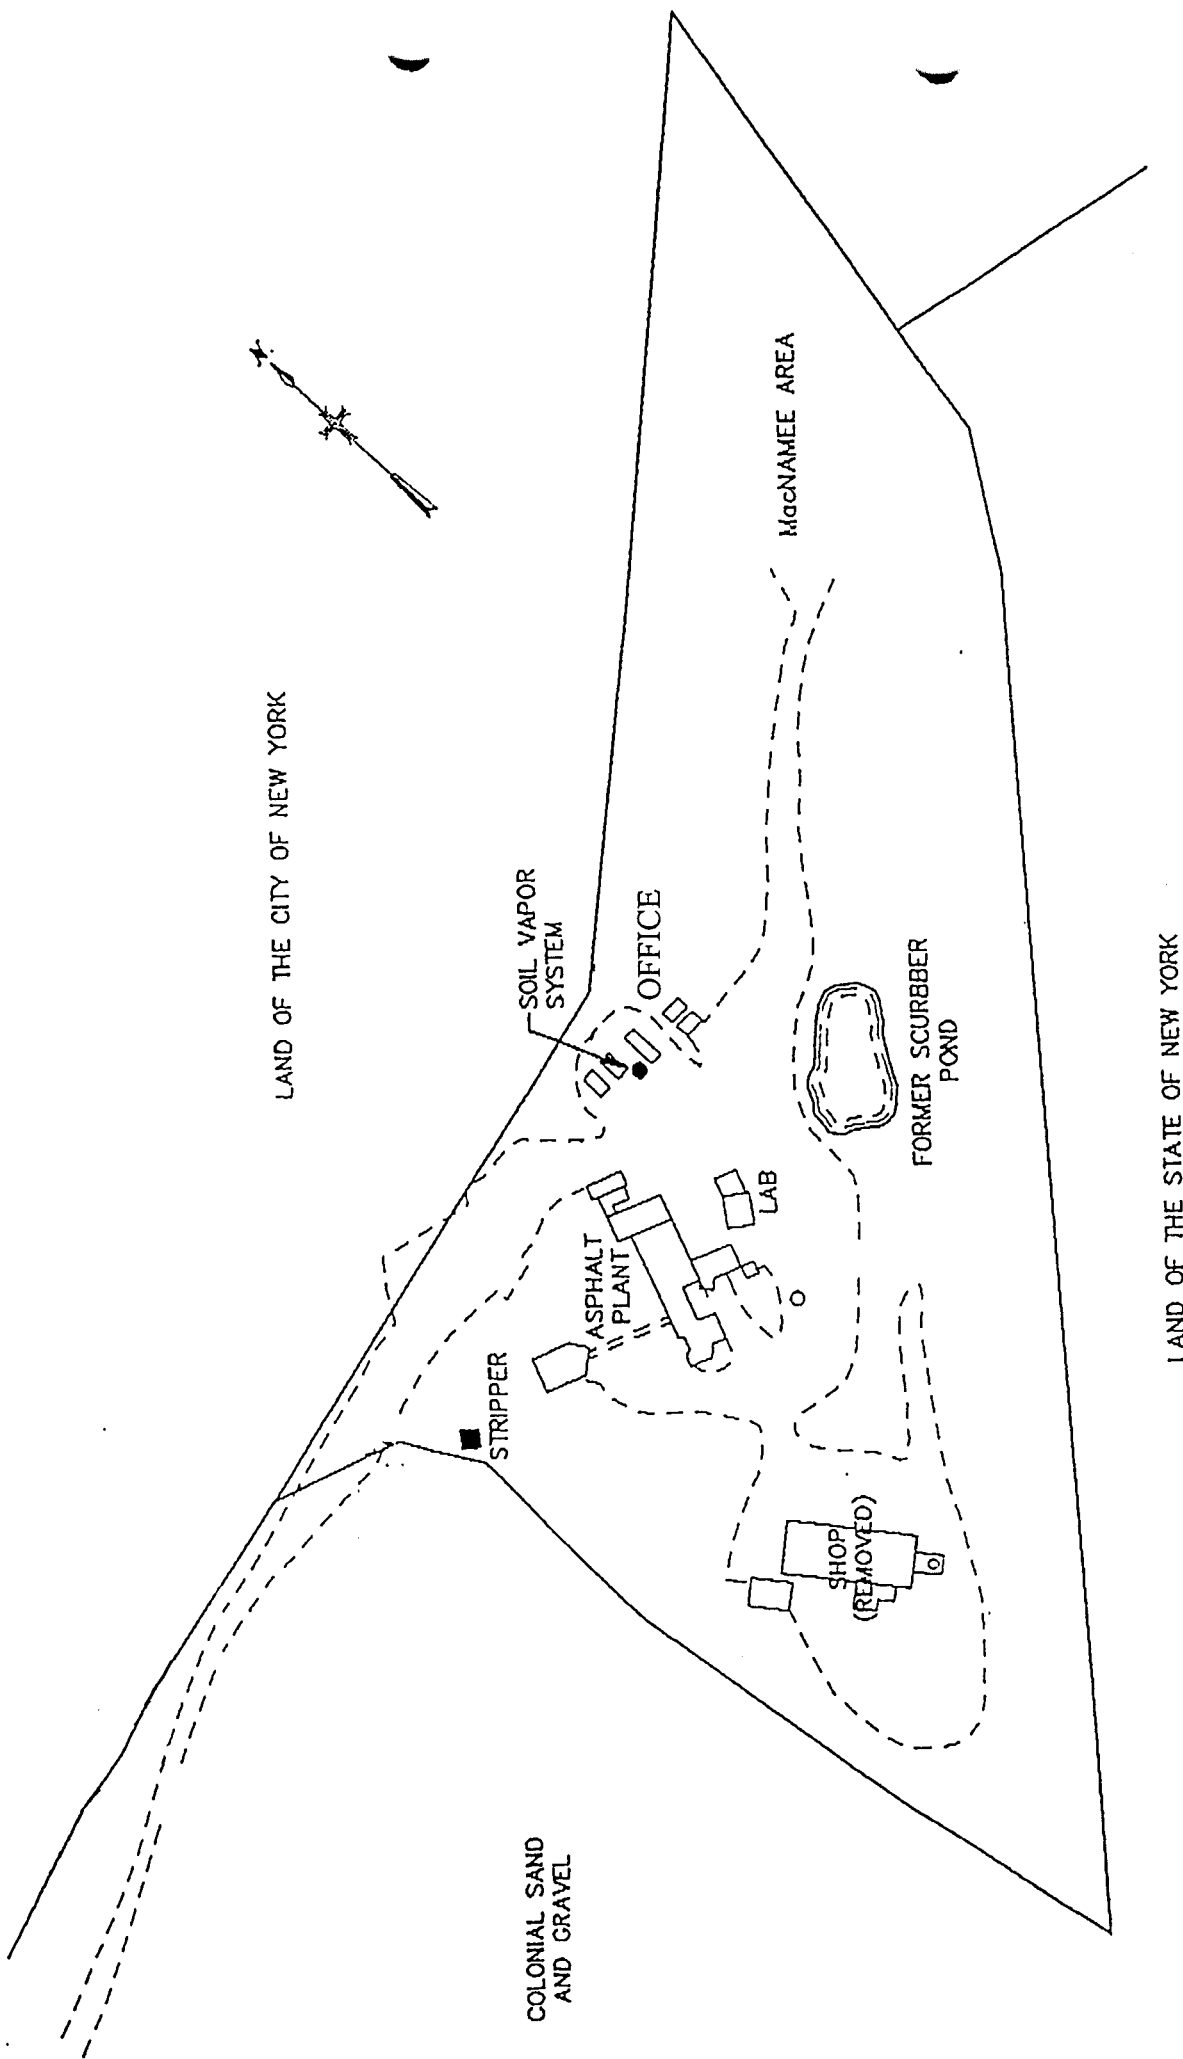 LAND OF THE CITY OF NEW YORK
N
COLONIAL SAND
AND GRAVEL
STRIPPER
ASPHALT
PLANT
SOIL VAPOR
SYSTEM
OFFICE
MacNAMEE AREA
LAB
SHOP
(REMOVED)
FORMER SCURBBER
POND
LAND OF THE STATE OF NEW YORK